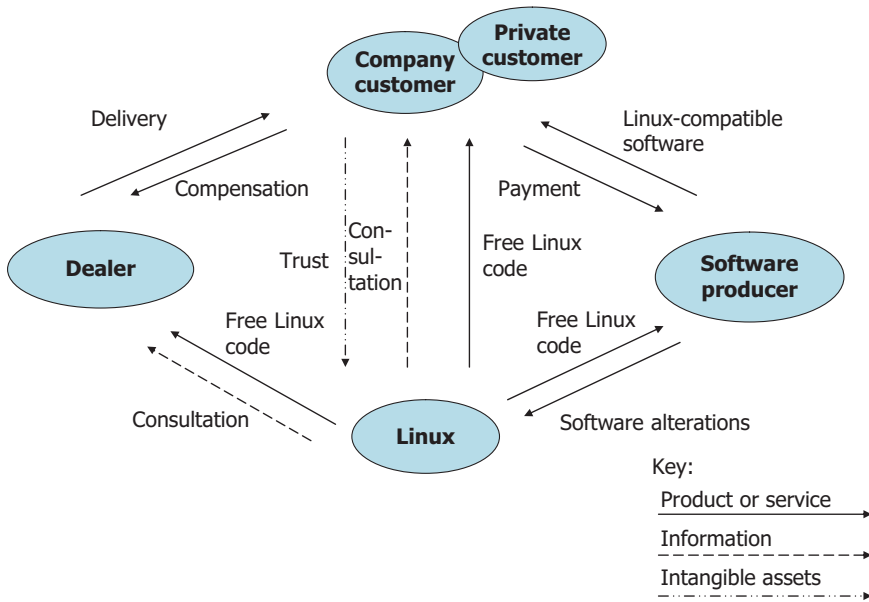 Private
customer
Company
customer
Delivery
Linux-compatible
software
Compensation
Payment
Con-
sul-
tation
Trust
Free Linux
code
Dealer
Software
producer
Free Linux
code
Free Linux
code
Consultation
Linux
Software alterations
Key:
Product or service
Information
Intangible assets